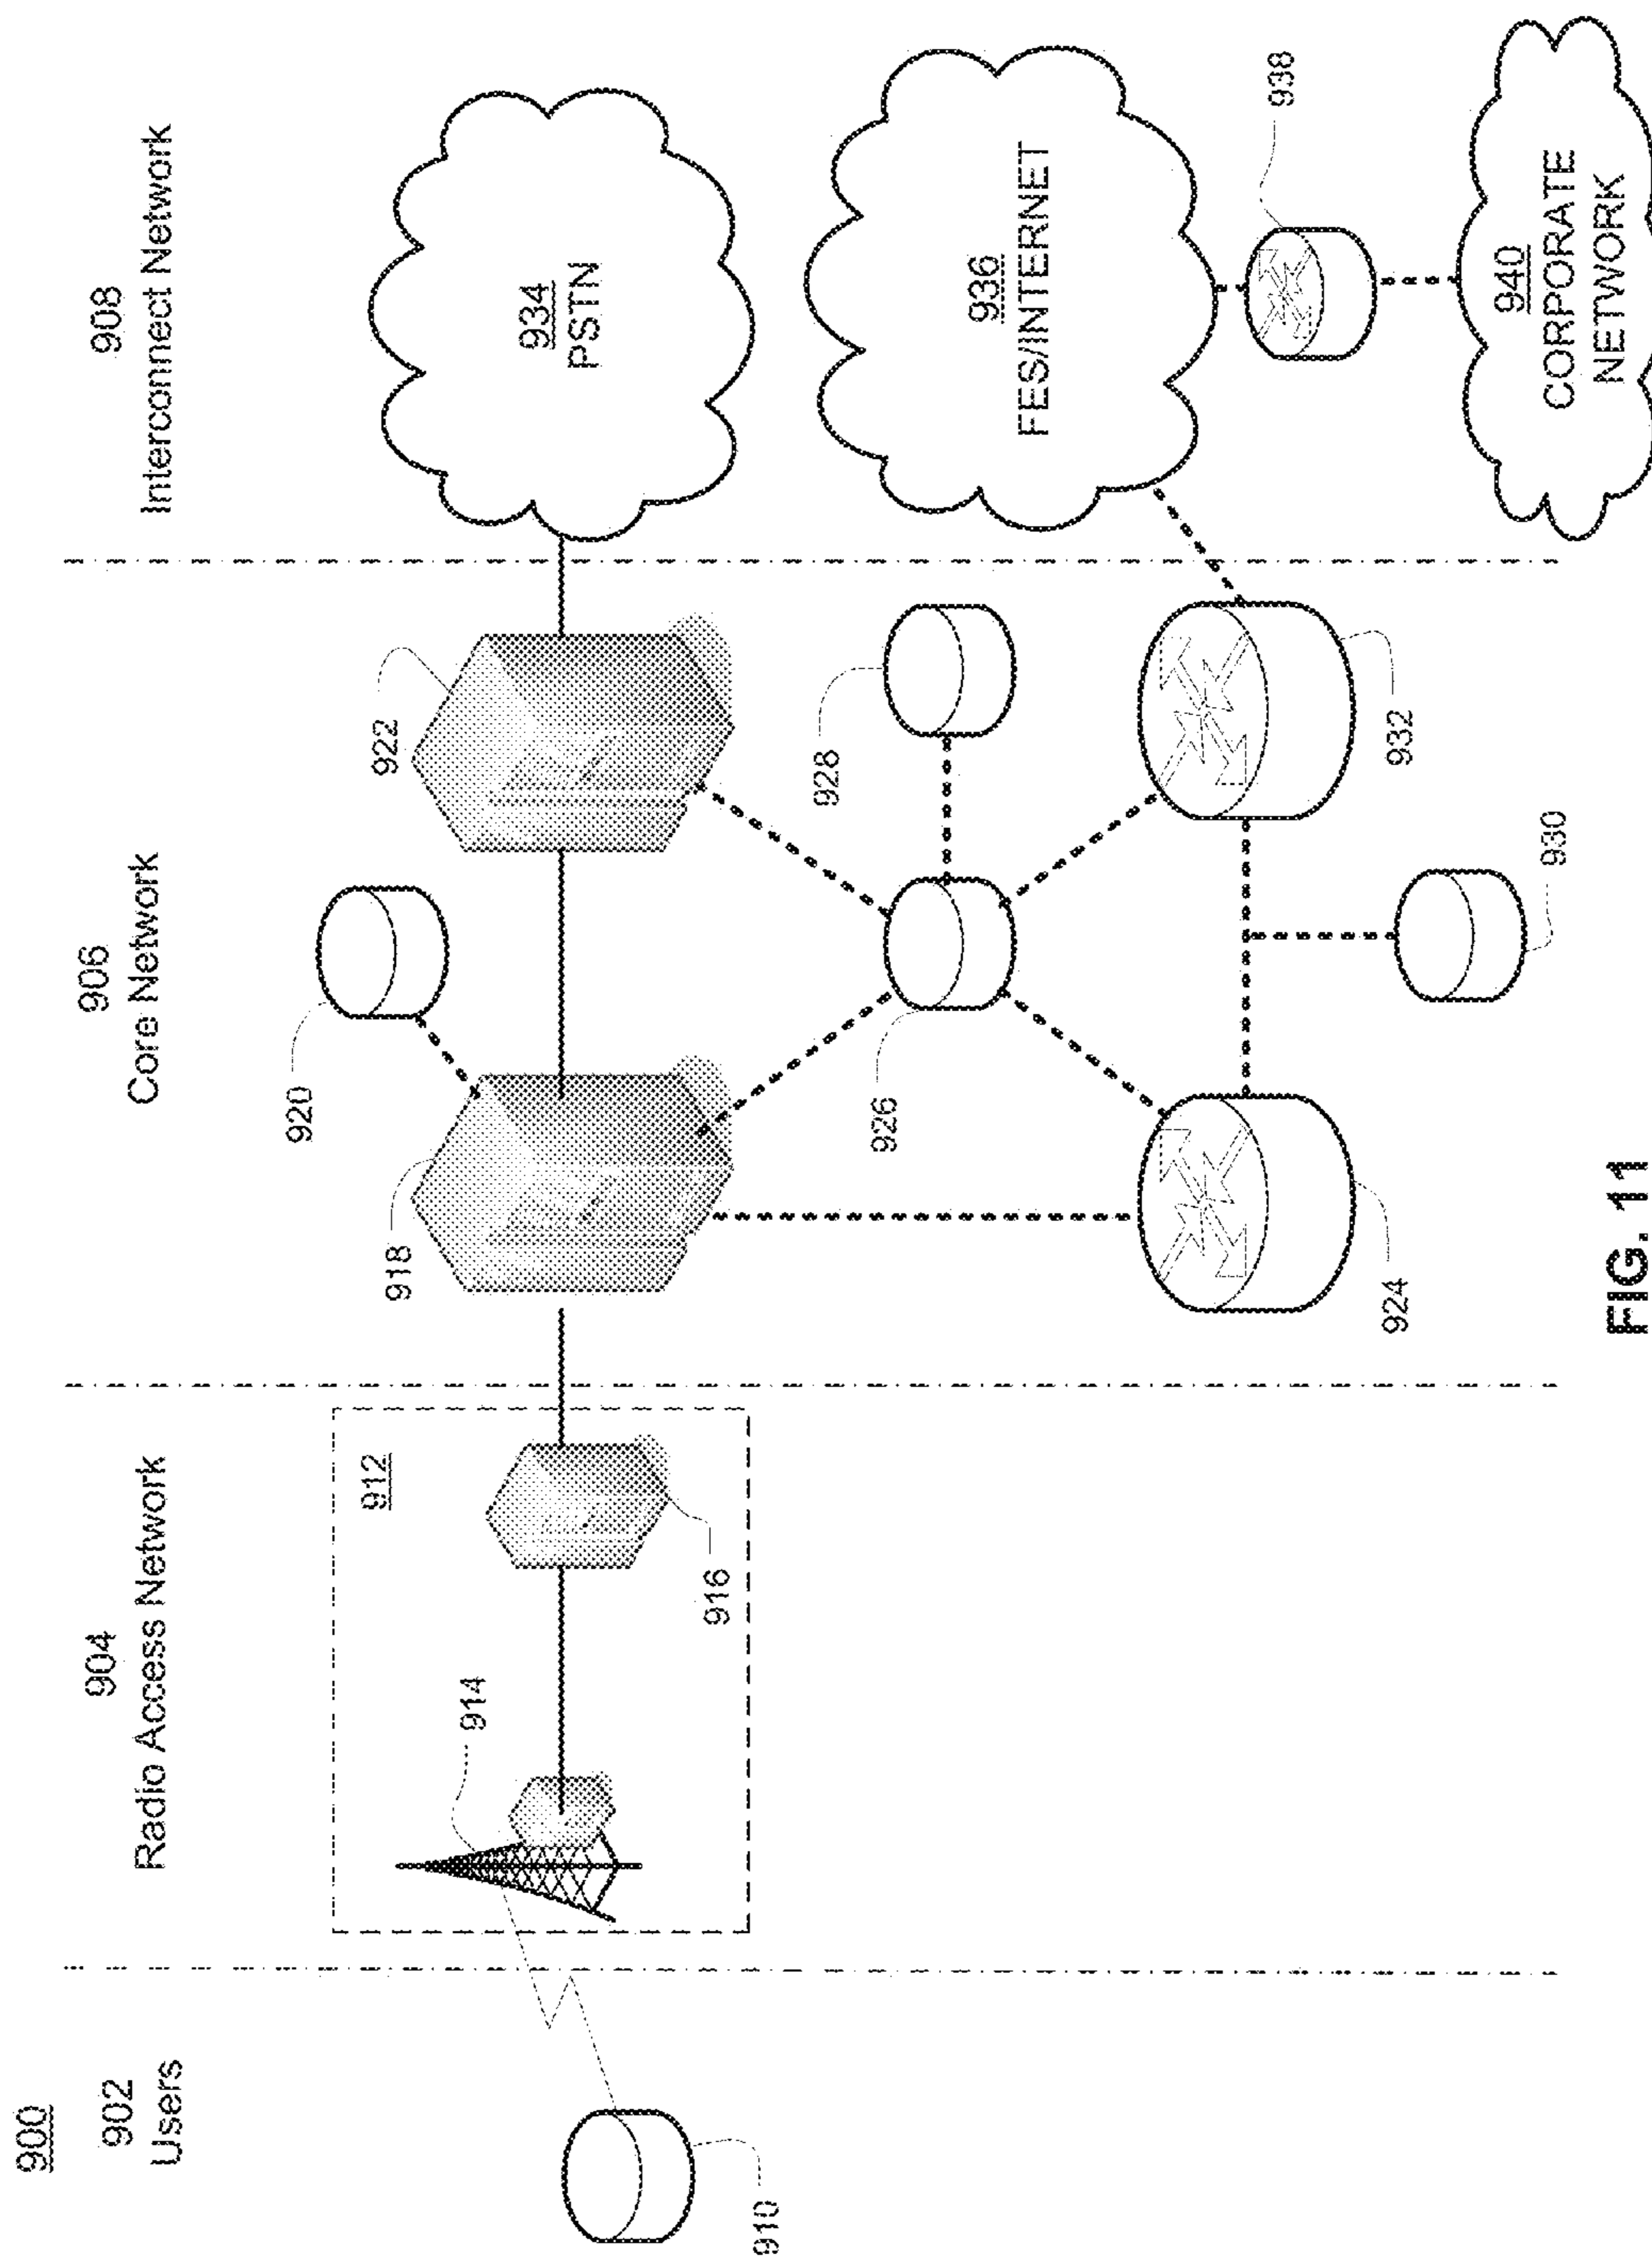 900
902
Users
904
Radio Access Network
906
Core Network
908
Interconnect Network
910
912
914
916
918
920
922
924
926
928
930
932
934
PSTN
936
FES/INTERNET
938
940
CORPORATE
NETWORK
FIG. 11